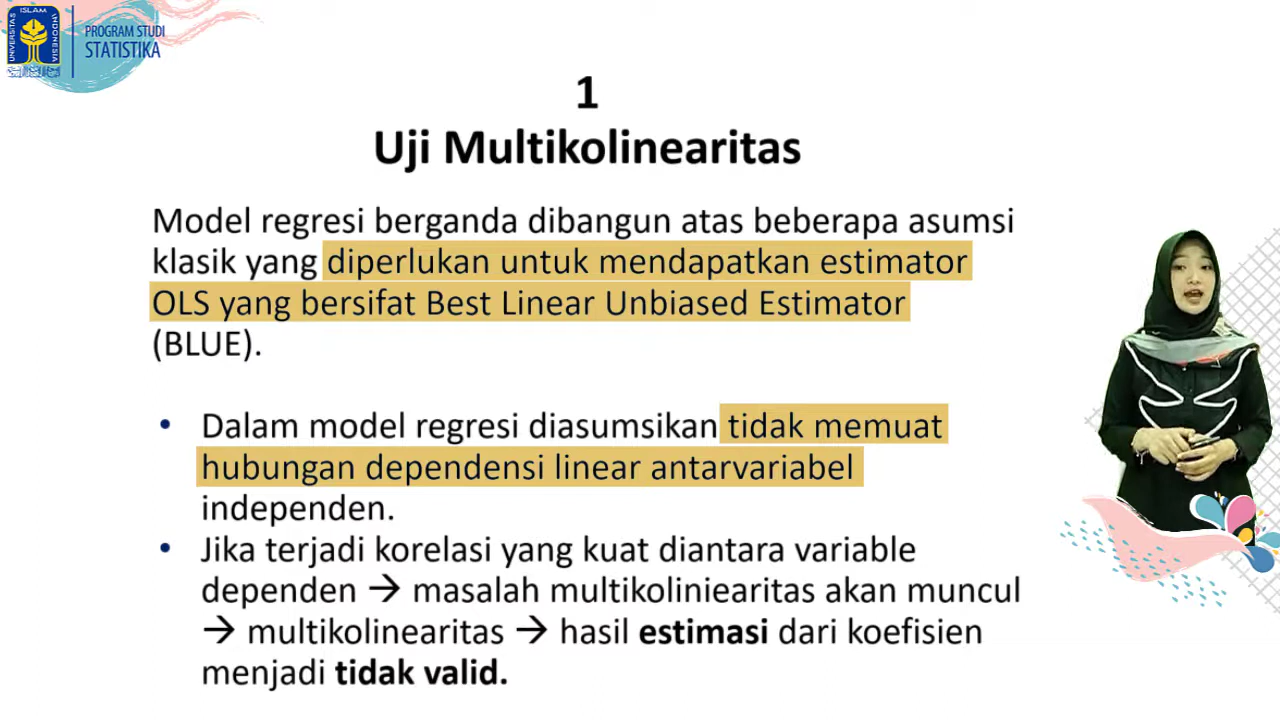 UNIVERSITAS ISLAM INDONESIA
PROGRAM STUDI
STATISTIKA
1
Uji Multikolinearitas
Model regresi berganda dibangun atas beberapa asumsi
klasik yang diperlukan untuk mendapatkan estimator
OLS yang bersifat Best Linear Unbiased Estimator
(BLUE).
• Dalam model regresi diasumsikan tidak memuat
hubungan dependensi linear antarvariabel
independen.
• Jika terjadi korelasi yang kuat diantara variable
dependen → masalah multikoliniearitas akan muncul
→ multikolinearitas → hasil estimasi dari koefisien
menjadi tidak valid.